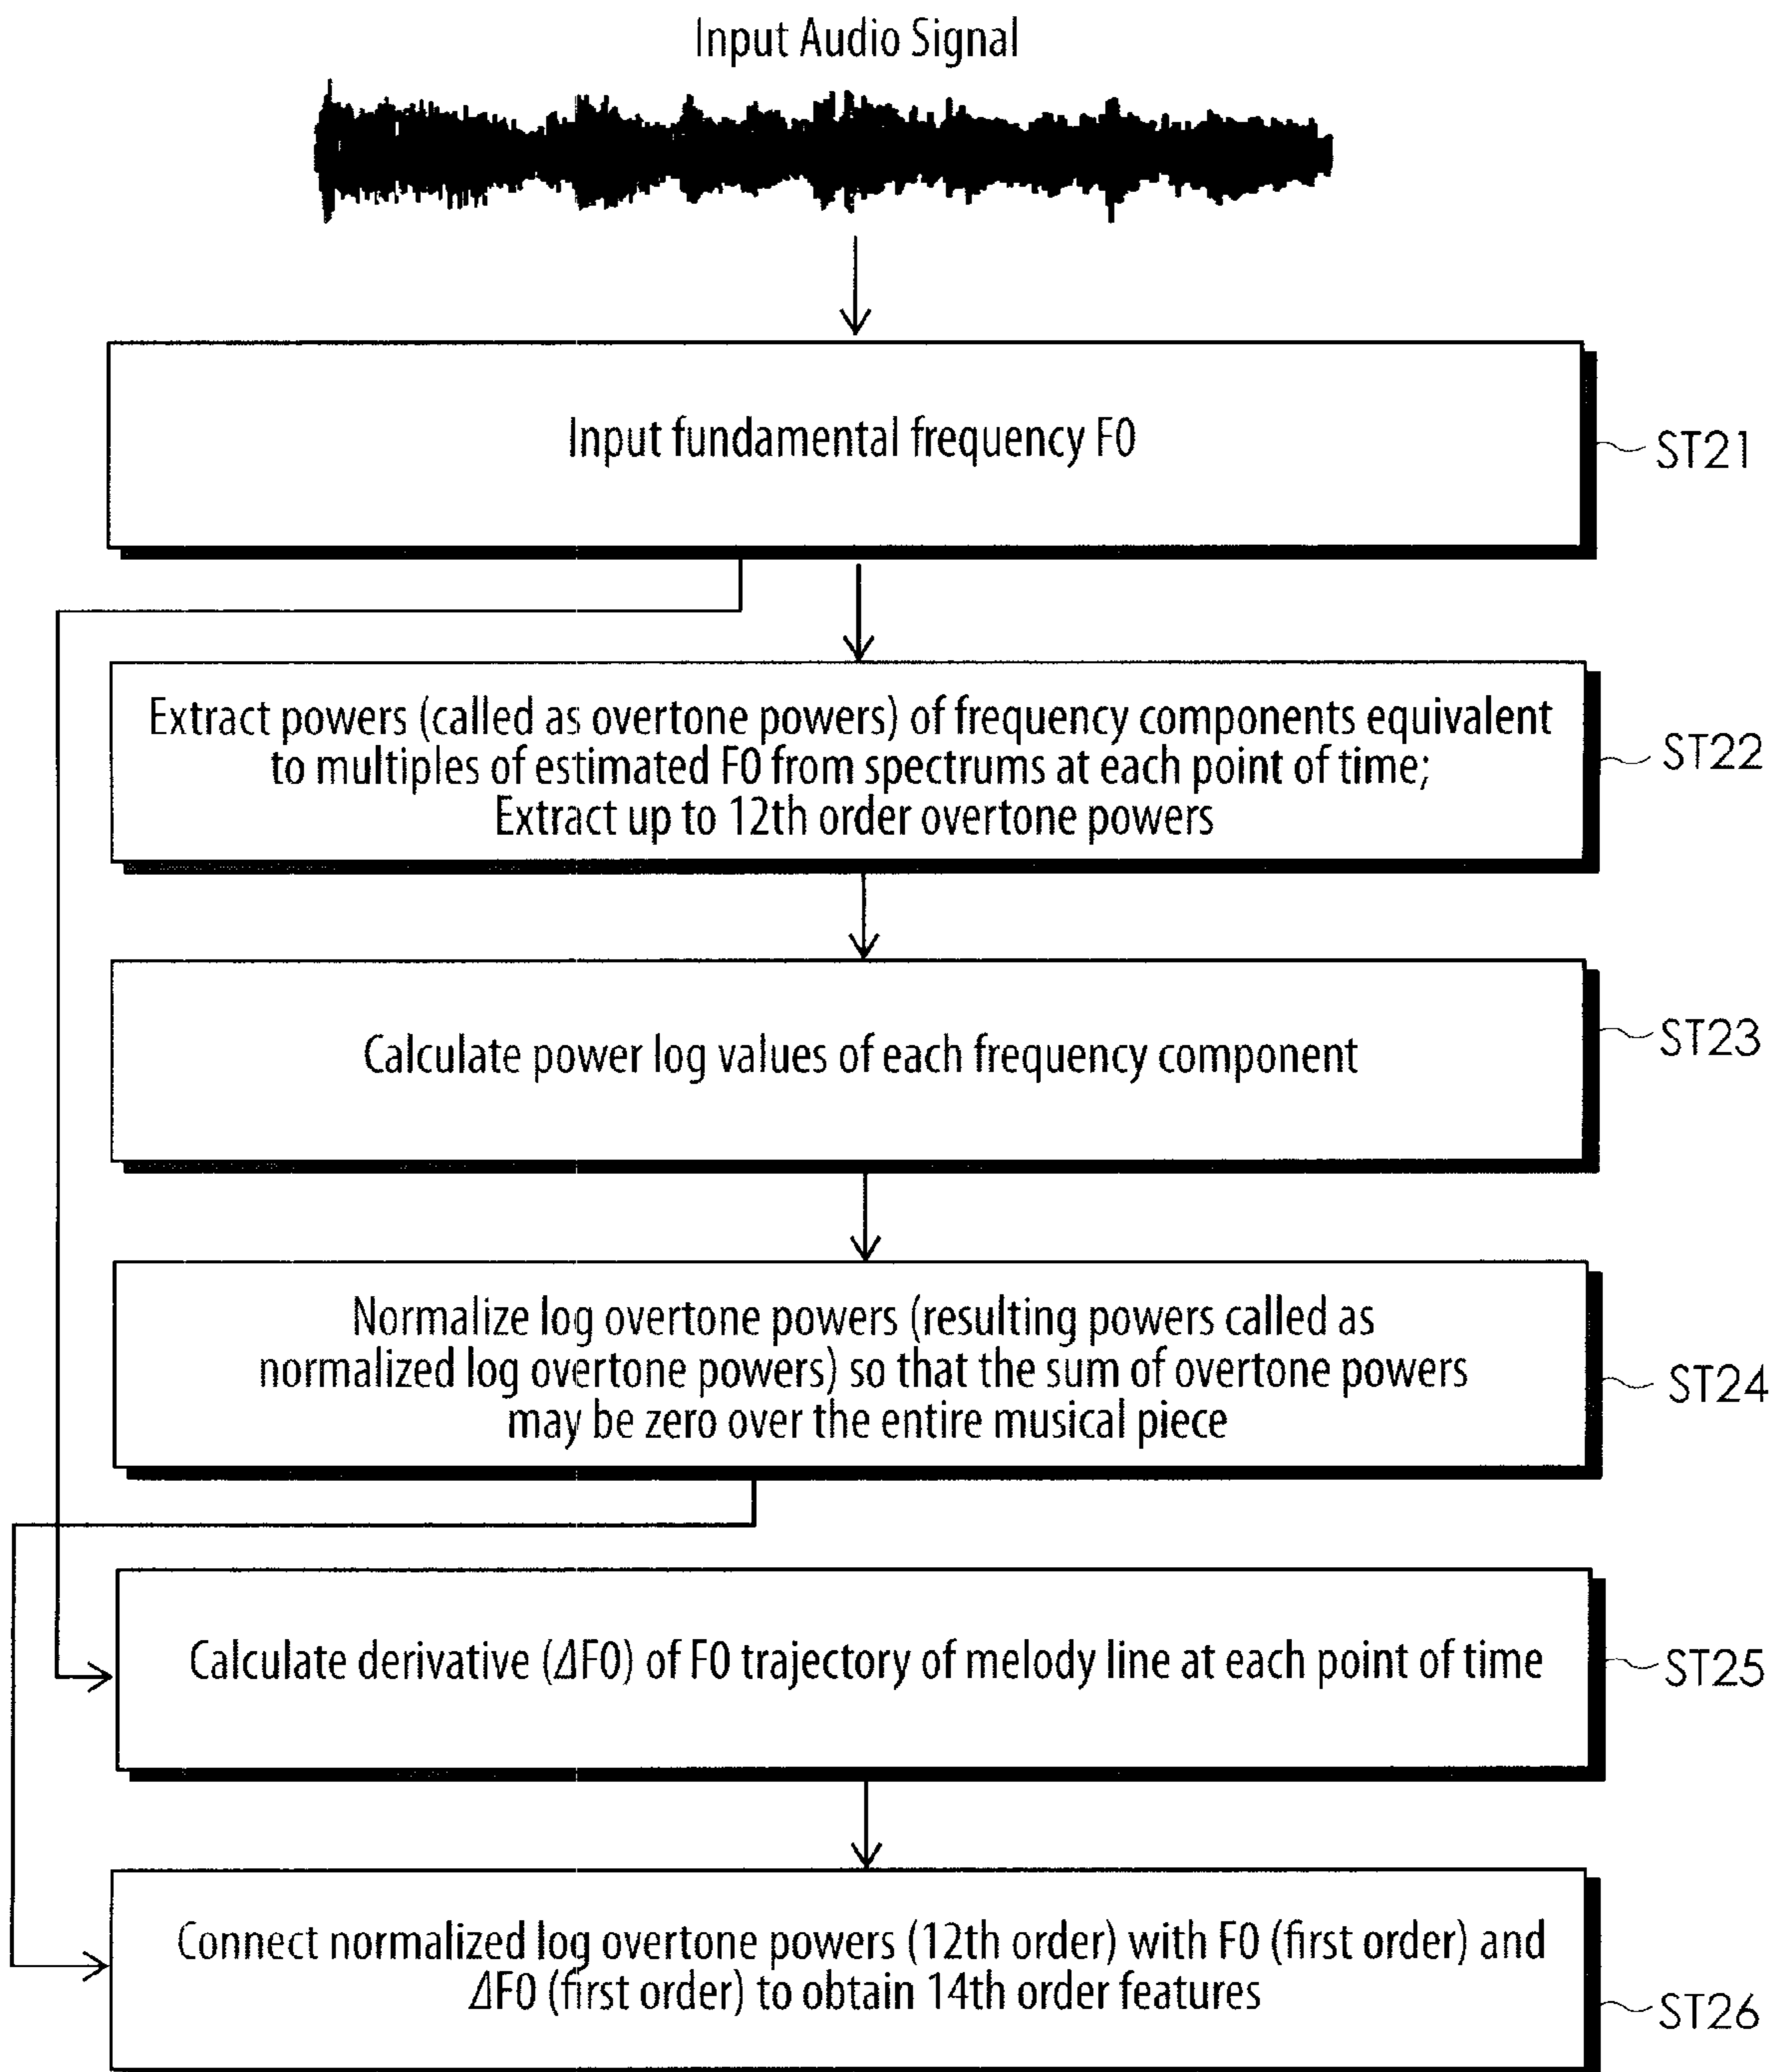 Input Audio Signal
Input fundamental frequency F0
ST21
Extract powers (called as overtone powers) of frequency components equivalent
to multiples of estimated F0 from spectrums at each point of time;
Extract up to 12th order overtone powers
ST22
Calculate power log values of each frequency component
ST23
Normalize log overtone powers (resulting powers called as
normalized log overtone powers) so that the sum of overtone powers
may be zero over the entire musical piece
ST24
Calculate derivative (ΔF0) of F0 trajectory of melody line at each point of time
ST25
Connect normalized log overtone powers (12th order) with F0 (first order) and
ΔF0 (first order) to obtain 14th order features
ST26